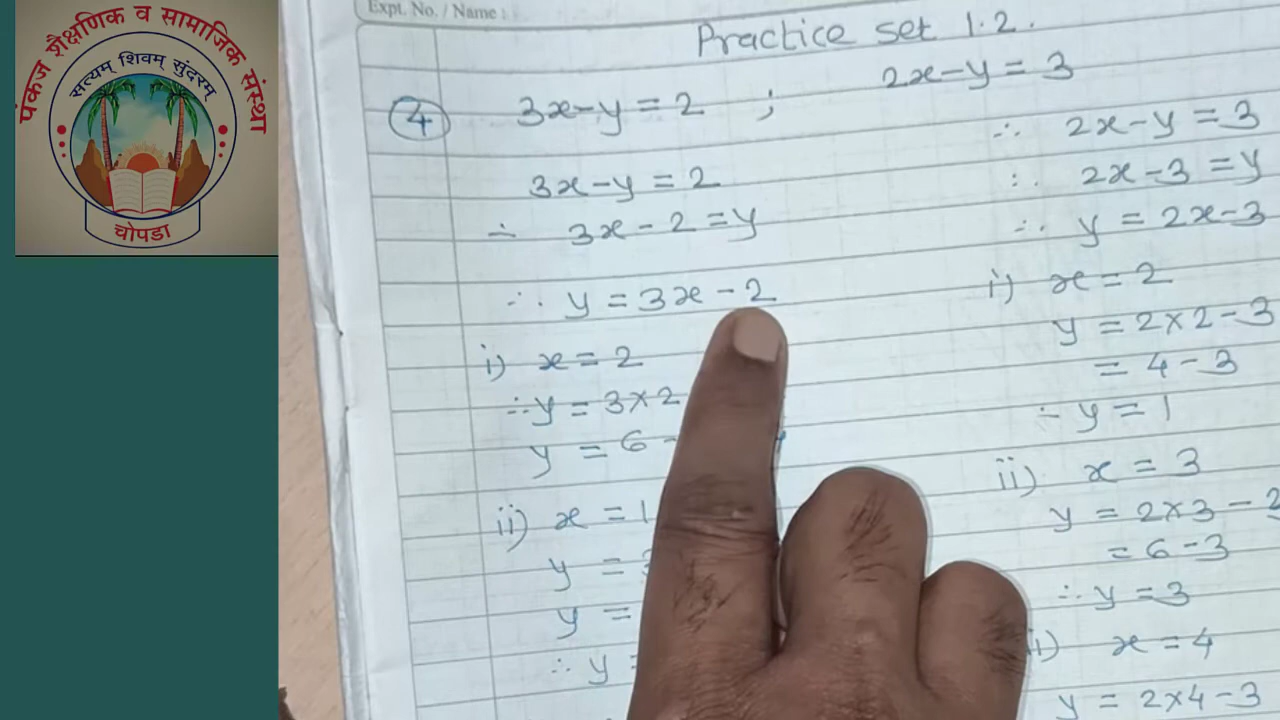 पंकज शैक्षणिक व सामाजिक संस्था
सत्यम् शिवम् सुंदरम्
चोपडा
Expt. No. / Name :
Practice set 1.2.
④ 3x-y = 2 ; 2x-y = 3
3x-y = 2
∴ 3x-2 = y
∴ y = 3x-2
i) x = 2
∴ y = 3×2
y = 6 -
ii) x = 1
y =
y =
∴ y
∴ 2x-y = 3
∴ 2x-3 = y
∴ y = 2x-3
i) x = 2
y = 2×2-3
= 4-3
∴ y = 1
ii) x = 3
y = 2×3-3
= 6-3
∴ y = 3
x = 4
y = 2×4-3